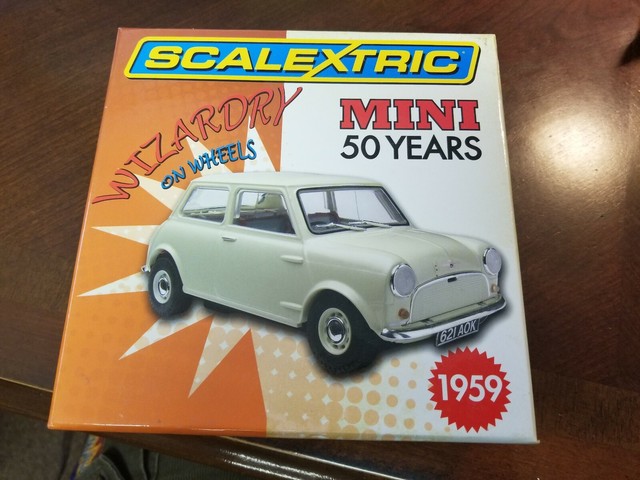 SCALEXTRIC
WIZARDRY
ON WHEELS
MINI
50 YEARS
621 AOK
1959